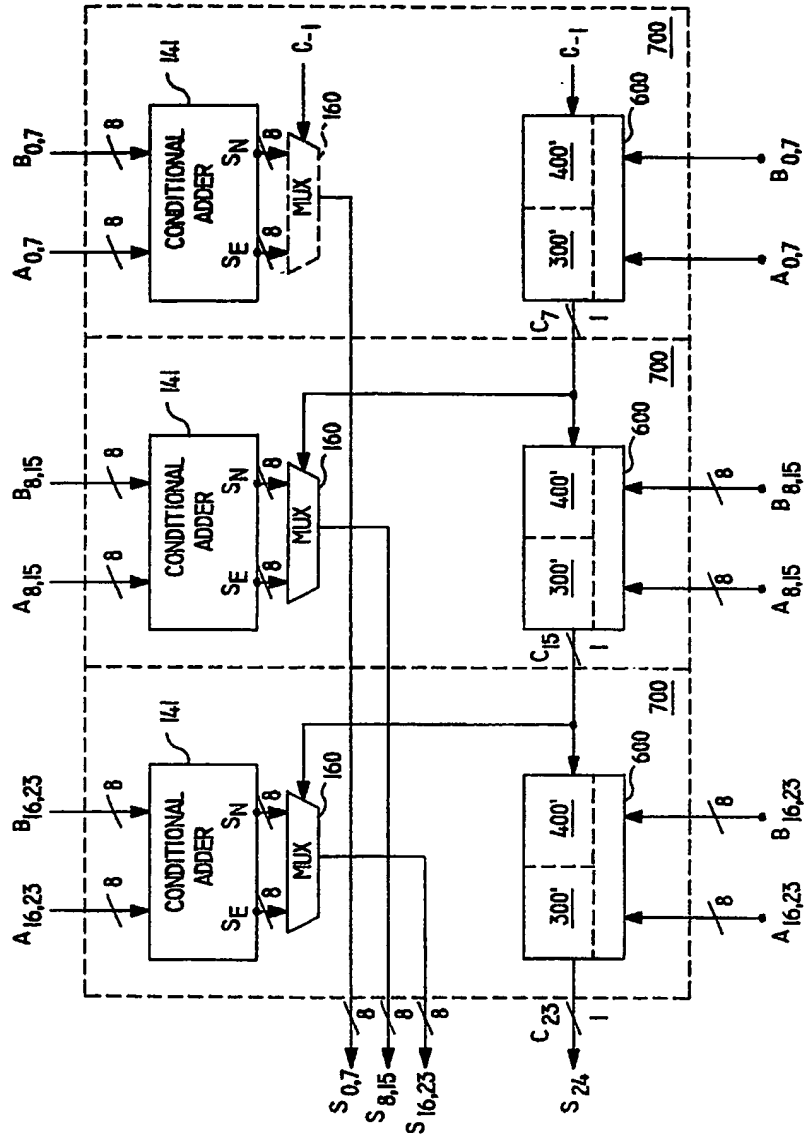 A16,23 B16,23 A8,15 B8,15 A0,7 B0,7
8 8 8 8 8 8
141 141 141
CONDITIONAL ADDER CONDITIONAL ADDER CONDITIONAL ADDER
SE SN SE SN SE SN
8 8 8 8 8 8
MUX MUX MUX C-1
160 160 160
S0,7 8
S8,15 8
S16,23 8
700 700 700
C23 C15 C7 C-1
300' 400' 300' 400' 300' 400'
1 1 1
S24
600 600 600
8 8 8 8
A16,23 B16,23 A8,15 B8,15 A0,7 B0,7